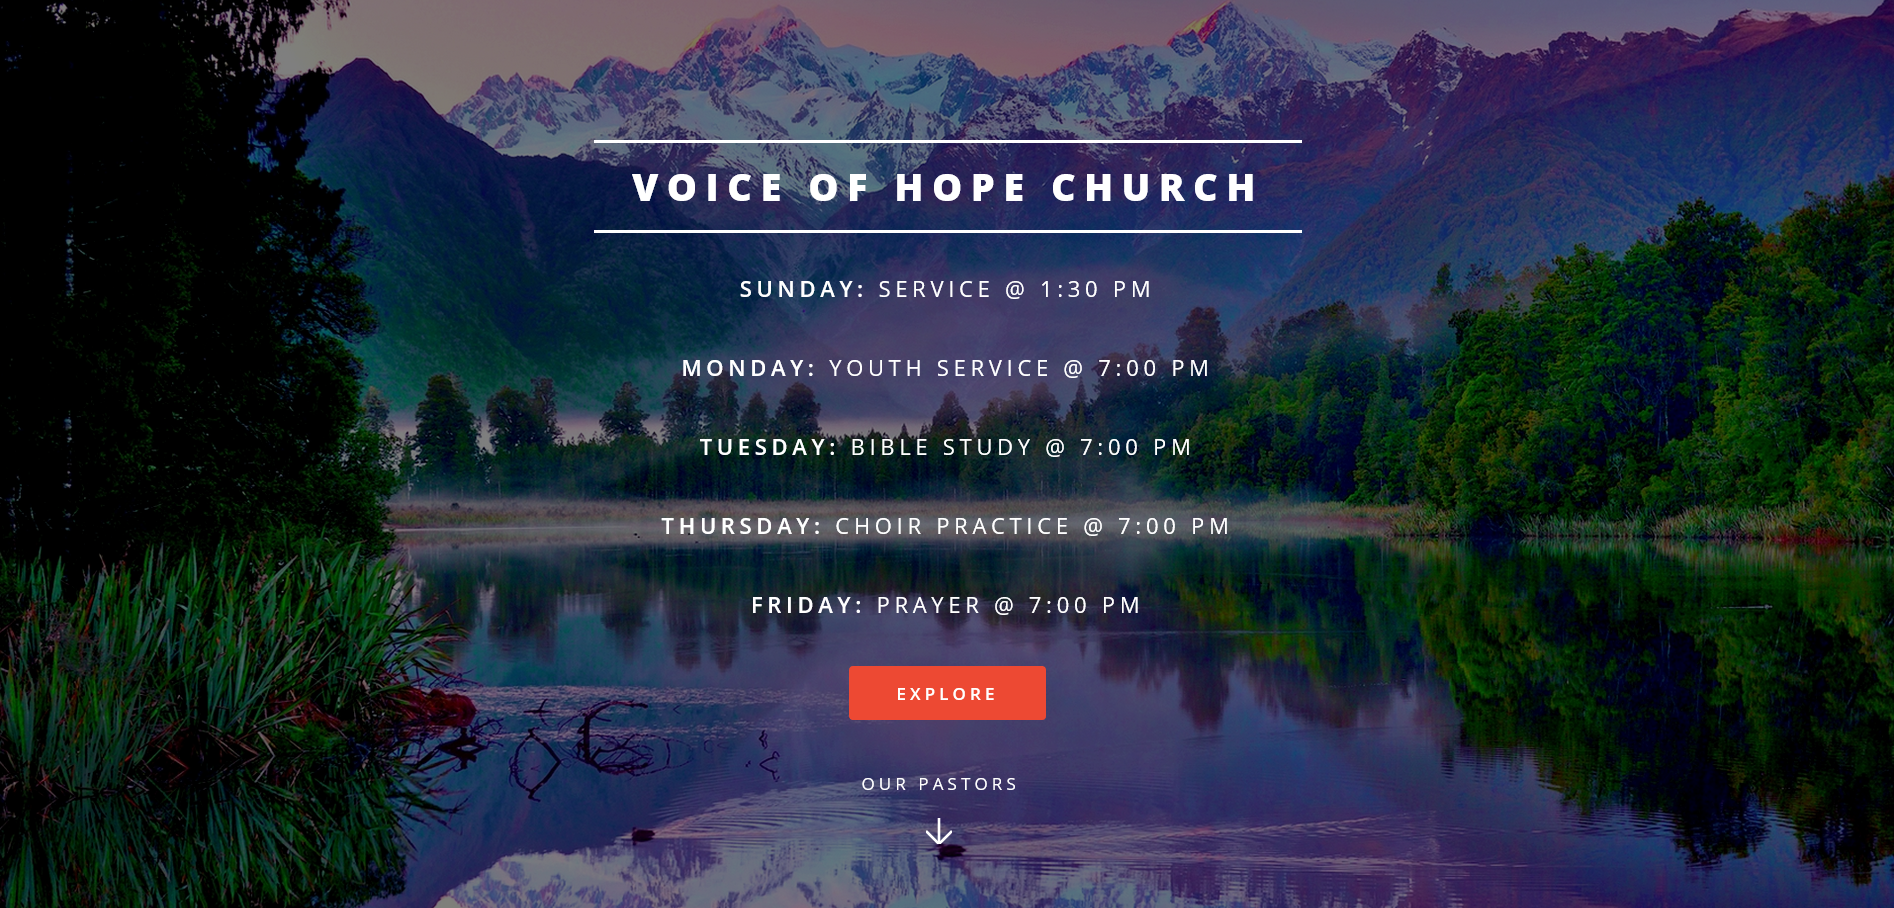 VOICE OF HOPE CHURCH
SUNDAY: SERVICE @ 1:30 PM
MONDAY: YOUTH SERVICE @ 7:00 PM
TUESDAY: BIBLE STUDY @ 7:00 PM
THURSDAY: CHOIR PRACTICE @ 7:00 PM
FRIDAY: PRAYER @ 7:00 PM
EXPLORE
OUR PASTORS